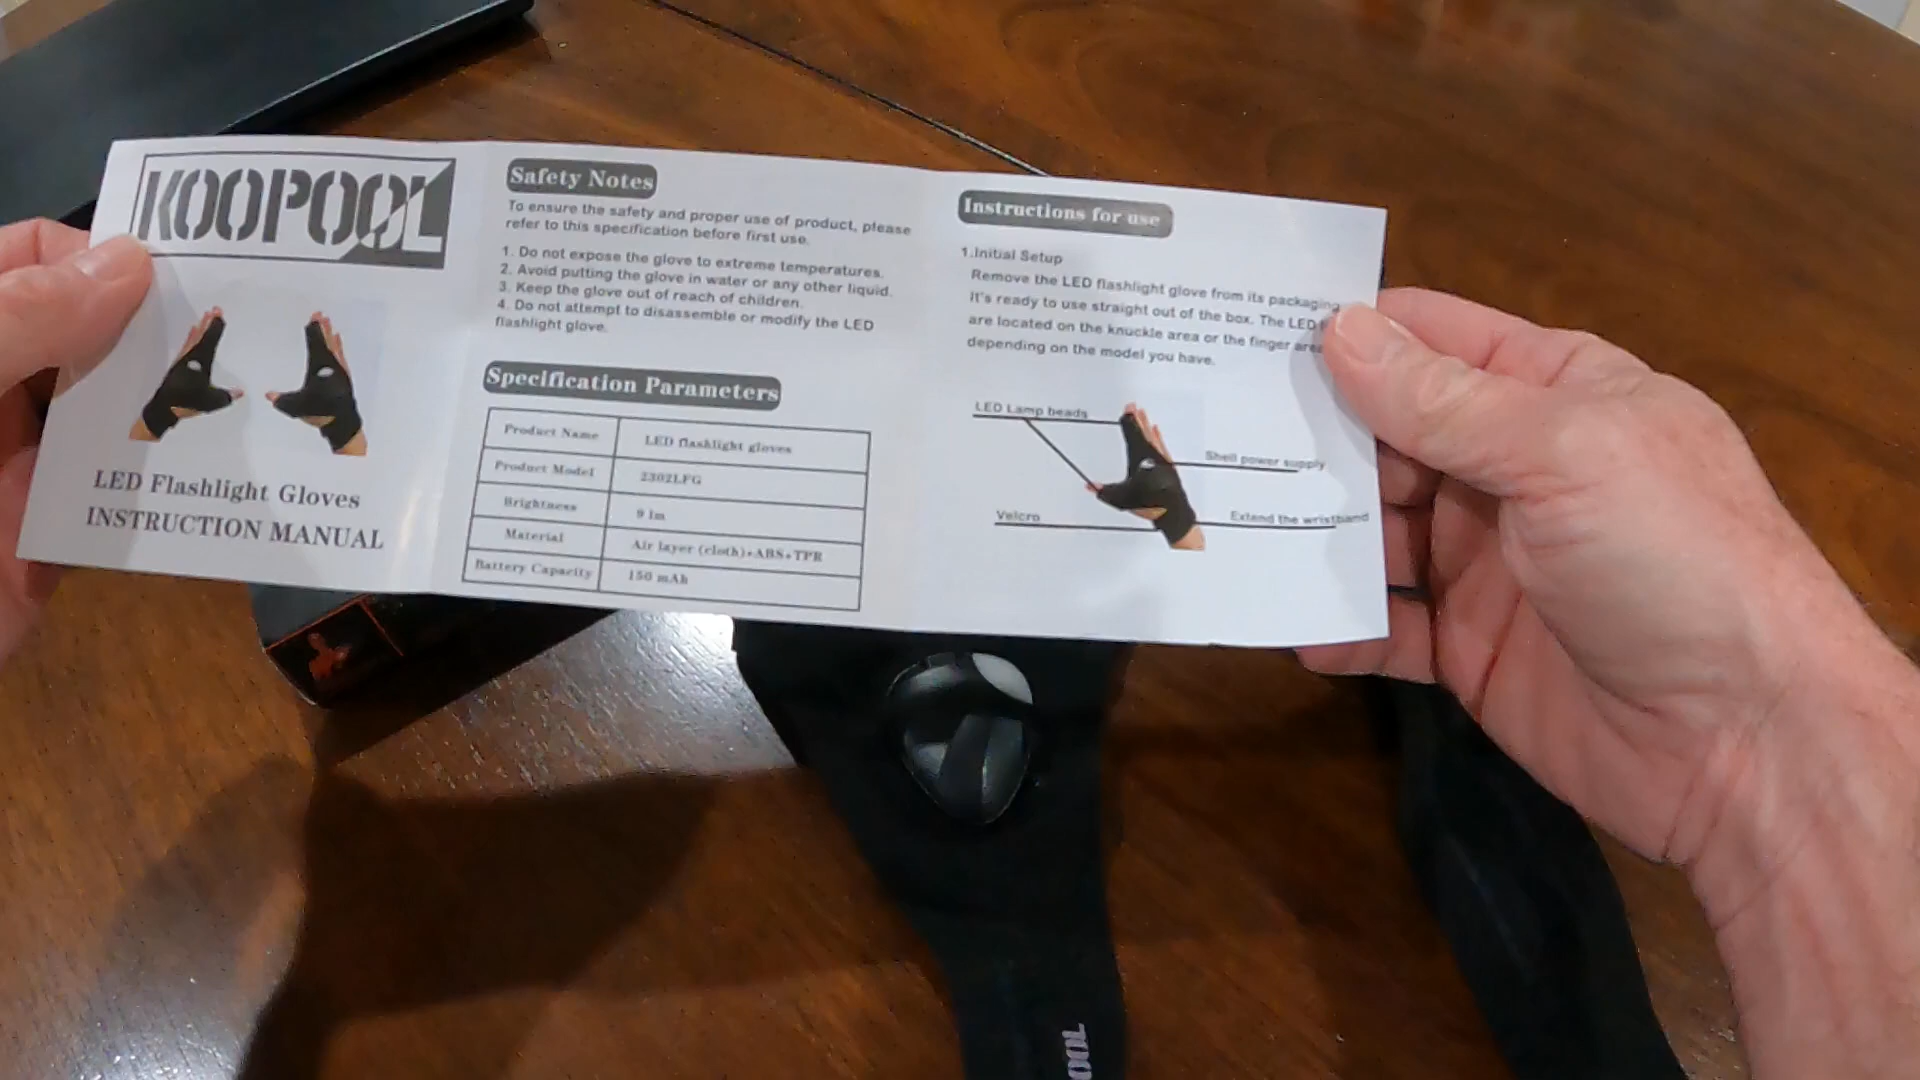 KOOPOOL
LED Flashlight Gloves
INSTRUCTION MANUAL
Safety Notes
To ensure the safety and proper use of product, please
refer to this specification before first use.
1. Do not expose the glove to extreme temperatures.
2. Avoid putting the glove in water or any other liquid.
3. Keep the glove out of reach of children.
4. Do not attempt to disassemble or modify the LED
flashlight glove.
Specification Parameters
Product Name LED flashlight gloves
Product Model 2302LFG
Brightness 9 lm
Material Air layer (cloth)+ABS+TPR
Battery Capacity 150 mAh
Instructions for use
1.Initial Setup
Remove the LED flashlight glove from its packaging
It's ready to use straight out of the box. The LED
are located on the knuckle area or the finger area
depending on the model you have.
LED Lamp beads
Shell power supply
Velcro
Extend the wristband
OOL